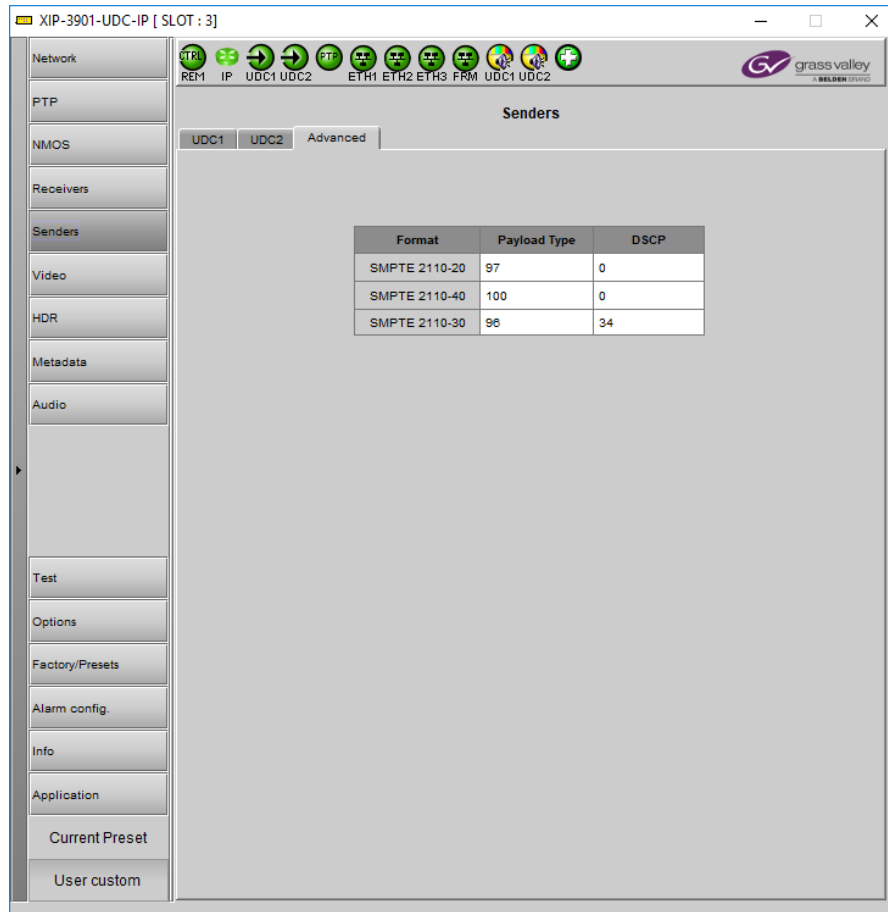 XIP-3901-UDC-IP [ SLOT : 3]
CTRL
PTP
REM IP UDC1 UDC2 ETH1 ETH2 ETH3 FRM UDC1 UDC2
GV grass valley
A BELDEN BRAND
Network
PTP
NMOS
Receivers
Senders
Video
HDR
Metadata
Audio
Test
Options
Factory/Presets
Alarm config.
Info
Application
Current Preset
User custom
Senders
UDC1 UDC2 Advanced
Format Payload Type DSCP
SMPTE 2110-20 97 0
SMPTE 2110-40 100 0
SMPTE 2110-30 96 34